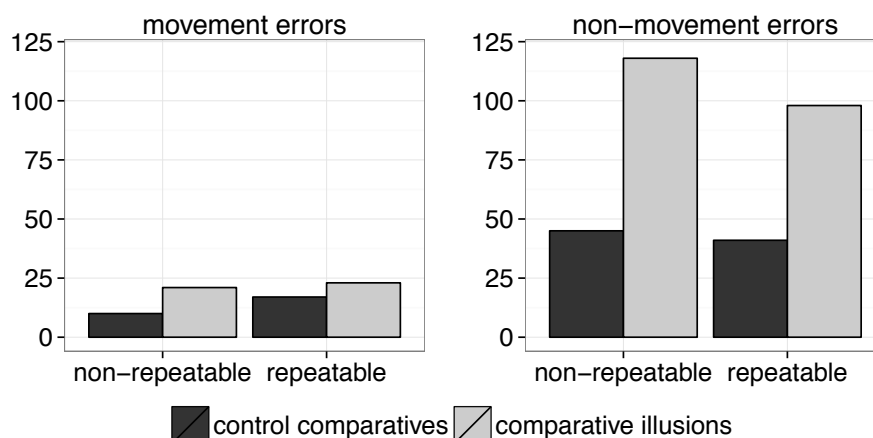 movement errors
125
100
75
50
25
0
non-repeatable repeatable
non-movement errors
125
100
75
50
25
0
non-repeatable repeatable
control comparatives comparative illusions